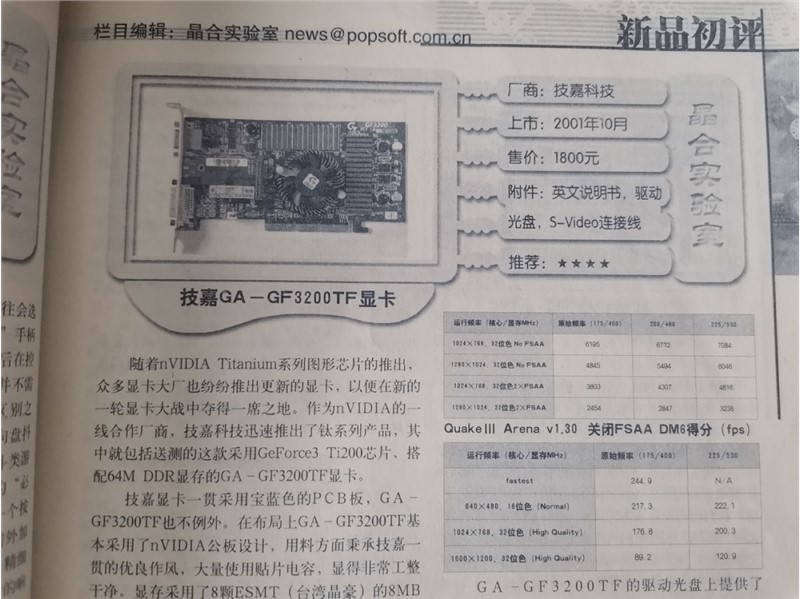 栏目编辑：晶合实验室 news@popsoft.com.cn
新品初评
晶合实验室
厂商：技嘉科技
上市：2001年10月
售价：1800元
附件：英文说明书，驱动
光盘，S-Video连接线
推荐：★★★★
晶合实验室
技嘉GA－GF3200TF显卡
随着nVIDIA Titanium系列图形芯片的推出，
众多显卡大厂也纷纷推出更新的显卡，以便在新的
一轮显卡大战中夺得一席之地。作为nVIDIA的一
线合作厂商，技嘉科技迅速推出了钛系列产品，其
中就包括送测的这款采用GeForce3 Ti200芯片、搭
配64M DDR显存的GA－GF3200TF显卡。
技嘉显卡一贯采用宝蓝色的PCB板，GA－
GF3200TF也不例外。在布局上GA－GF3200TF基
本采用了nVIDIA公板设计，用料方面秉承技嘉一
贯的优良作风，大量使用贴片电容，显得非常工整
干净。显存采用了8颗ESMT（台湾晶豪）的8MB
运行频率（核心/显存MHz） 原始频率（175/400） 200/480 225/530
1024×768，32位色 No FSAA 6195 6772 7084
1280×1024，32位色 No FSAA 4845 5494 6046
1024×768，32位色2×FSAA 3803 4307 4816
1280×1024，32位色2×FSAA 2454 2847 3238
QuakeIII Arena v1.30 关闭FSAA DM6得分（fps）
运行频率（核心/显存MHz） 原始频率（175/400） 225/530
fastest 244.9 N/A
640×480，16位色（Normal） 217.3 222.1
1024×768，32位色（High Quality） 176.8 200.3
1600×1200，32位色（High Quality） 89.2 120.9
GA－GF3200TF的驱动光盘上提供了
往会选
”手柄
后在控
并不需